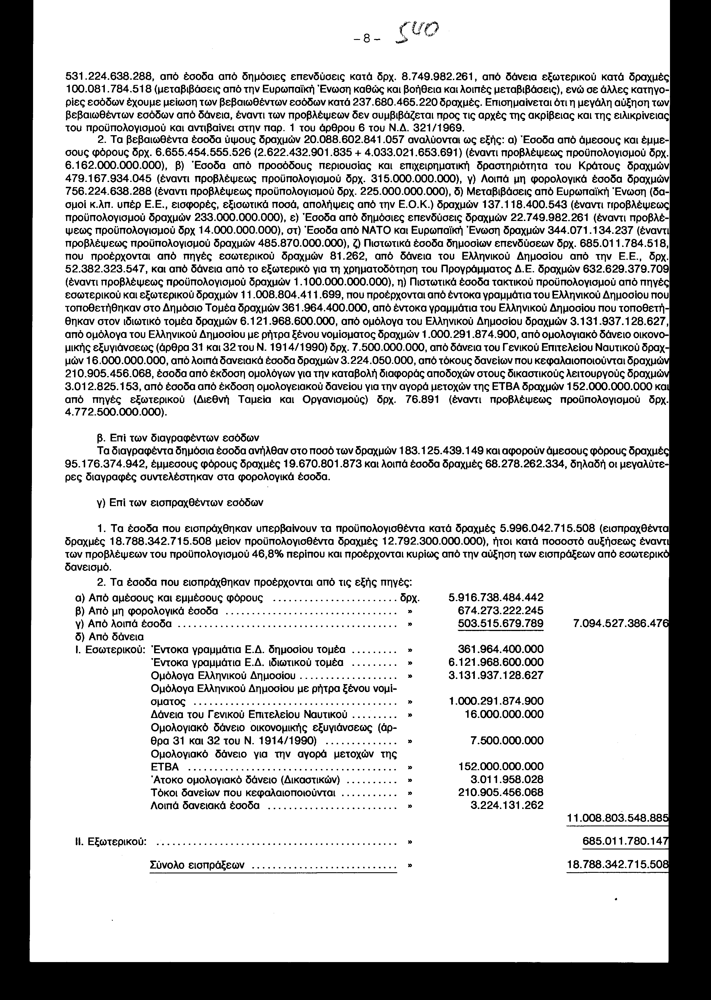 - 8 - 540
531.224.638.288, από έσοδα από δημόσιες επενδύσεις κατά δρχ. 8.749.982.261, από δάνεια εξωτερικού κατά δραχμές
100.081.784.518 (μεταβιβάσεις από την Ευρωπαϊκή Ένωση καθώς και βοήθεια και λοιπές μεταβιβάσεις), ενώ σε άλλες κατηγο-
ρίες εσόδων έχουμε μείωση των βεβαιωθέντων εσόδων κατά 237.680.465.220 δραχμές. Επισημαίνεται ότι η μεγάλη αύξηση των
βεβαιωθέντων εσόδων από δάνεια, έναντι των προβλέψεων δεν συμβιβάζεται προς τις αρχές της ακρίβειας και της ειλικρίνειας
του προϋπολογισμού και αντιβαίνει στην παρ. 1 του άρθρου 6 του Ν.Δ. 321/1969.
2. Τα βεβαιωθέντα έσοδα ύψους δραχμών 20.088.602.841.057 αναλύονται ως εξής: α) Έσοδα από άμεσους και έμμε-
σους φόρους δρχ. 6.655.454.555.526 (2.622.432.901.835 + 4.033.021.653.691) (έναντι προβλέψεως προϋπολογισμού δρχ.
6.162.000.000.000), β) Έσοδα από προσόδους περιουσίας και επιχειρηματική δραστηριότητα του Κράτους δραχμών
479.167.934.045 (έναντι προβλέψεως προϋπολογισμού δρχ. 315.000.000.000), γ) Λοιπά μη φορολογικά έσοδα δραχμών
756.224.638.288 (έναντι προβλέψεως προϋπολογισμού δρχ. 225.000.000.000), δ) Μεταβιβάσεις από Ευρωπαϊκή Ένωση (δα-
σμοί κ.λπ. υπέρ Ε.Ε., εισφορές, εξισωτικά ποσά, απολήψεις από την Ε.Ο.Κ.) δραχμών 137.118.400.543 (έναντι προβλέψεως
προϋπολογισμού δραχμών 233.000.000.000), ε) Έσοδα από δημόσιες επενδύσεις δραχμών 22.749.982.261 (έναντι προβλέ-
ψεως προϋπολογισμού δρχ 14.000.000.000), στ) Έσοδα από ΝΑΤΟ και Ευρωπαϊκή Ένωση δραχμών 344.071.134.237 (έναντι
προβλέψεως προϋπολογισμού δραχμών 485.870.000.000), ζ) Πιστωτικά έσοδα δημοσίων επενδύσεων δρχ. 685.011.784.518,
που προέρχονται από πηγές εσωτερικού δραχμών 81.262, από δάνεια του Ελληνικού Δημοσίου από την Ε.Ε., δρχ.
52.382.323.547, και από δάνεια από το εξωτερικό για τη χρηματοδότηση του Προγράμματος Δ.Ε. δραχμών 632.629.379.709
(έναντι προβλέψεως προϋπολογισμού δραχμών 1.100.000.000.000), η) Πιστωτικά έσοδα τακτικού προϋπολογισμού από πηγές
εσωτερικού και εξωτερικού δραχμών 11.008.804.411.699, που προέρχονται από έντοκα γραμμάτια του Ελληνικού Δημοσίου που
τοποθετήθηκαν στο Δημόσιο Τομέα δραχμών 361.964.400.000, από έντοκα γραμμάτια του Ελληνικού Δημοσίου που τοποθετή-
θηκαν στον ιδιωτικό τομέα δραχμών 6.121.968.600.000, από ομόλογα του Ελληνικού Δημοσίου δραχμών 3.131.937.128.627,
από ομόλογα του Ελληνικού Δημοσίου με ρήτρα ξένου νομίσματος δραχμών 1.000.291.874.900, από ομολογιακό δάνειο οικονο-
μικής εξυγιάνσεως (άρθρα 31 και 32 του Ν. 1914/1990) δρχ. 7.500.000.000, από δάνεια του Γενικού Επιτελείου Ναυτικού δραχ-
μών 16.000.000.000, από λοιπά δανειακά έσοδα δραχμών 3.224.050.000, από τόκους δανείων που κεφαλαιοποιούνται δραχμών
210.905.456.068, έσοδα από έκδοση ομολόγων για την καταβολή διαφοράς αποδοχών στους δικαστικούς λειτουργούς δραχμών
3.012.825.153, από έσοδα από έκδοση ομολογειακού δανείου για την αγορά μετοχών της ΕΤΒΑ δραχμών 152.000.000.000 και
από πηγές εξωτερικού (Διεθνή Ταμεία και Οργανισμούς) δρχ. 76.891 (έναντι προβλέψεως προϋπολογισμού δρχ.
4.772.500.000.000).
β. Επί των διαγραφέντων εσόδων
Τα διαγραφέντα δημόσια έσοδα ανήλθαν στο ποσό των δραχμών 183.125.439.149 και αφορούν άμεσους φόρους δραχμές
95.176.374.942, έμμεσους φόρους δραχμές 19.670.801.873 και λοιπά έσοδα δραχμές 68.278.262.334, δηλαδή οι μεγαλύτε-
ρες διαγραφές συντελέστηκαν στα φορολογικά έσοδα.
γ) Επί των εισπραχθέντων εσόδων
1. Τα έσοδα που εισπράχθηκαν υπερβαίνουν τα προϋπολογισθέντα κατά δραχμές 5.996.042.715.508 (εισπραχθέντα
δραχμές 18.788.342.715.508 μείον προϋπολογισθέντα δραχμές 12.792.300.000.000), ήτοι κατά ποσοστό αυξήσεως έναντι
των προβλέψεων του προϋπολογισμού 46,8% περίπου και προέρχονται κυρίως από την αύξηση των εισπράξεων από εσωτερικό
δανεισμό.
2. Τα έσοδα που εισπράχθηκαν προέρχονται από τις εξής πηγές:
α) Από αμέσους και εμμέσους φόρους ........................ δρχ. 5.916.738.484.442
β) Από μη φορολογικά έσοδα ................................. » 674.273.222.245
γ) Από λοιπά έσοδα .......................................... » 503.515.679.789 7.094.527.386.476
δ) Από δάνεια
Ι. Εσωτερικού: Έντοκα γραμμάτια Ε.Δ. δημοσίου τομέα ......... » 361.964.400.000
Έντοκα γραμμάτια Ε.Δ. ιδιωτικού τομέα ......... » 6.121.968.600.000
Ομόλογα Ελληνικού Δημοσίου ................... » 3.131.937.128.627
Ομόλογα Ελληνικού Δημοσίου με ρήτρα ξένου νομί-
σματος ....................................... » 1.000.291.874.900
Δάνεια του Γενικού Επιτελείου Ναυτικού ......... » 16.000.000.000
Ομολογιακό δάνειο οικονομικής εξυγιάνσεως (άρ-
θρα 31 και 32 του Ν. 1914/1990) .............. » 7.500.000.000
Ομολογιακό δάνειο για την αγορά μετοχών της
ΕΤΒΑ ........................................ » 152.000.000.000
Άτοκο ομολογιακό δάνειο (Δικαστικών) .......... » 3.011.958.028
Τόκοι δανείων που κεφαλαιοποιούνται ........... » 210.905.456.068
Λοιπά δανειακά έσοδα ......................... » 3.224.131.262
11.008.803.548.885
ΙΙ. Εξωτερικού: .............................................. » 685.011.780.147
Σύνολο εισπράξεων ............................ » 18.788.342.715.508